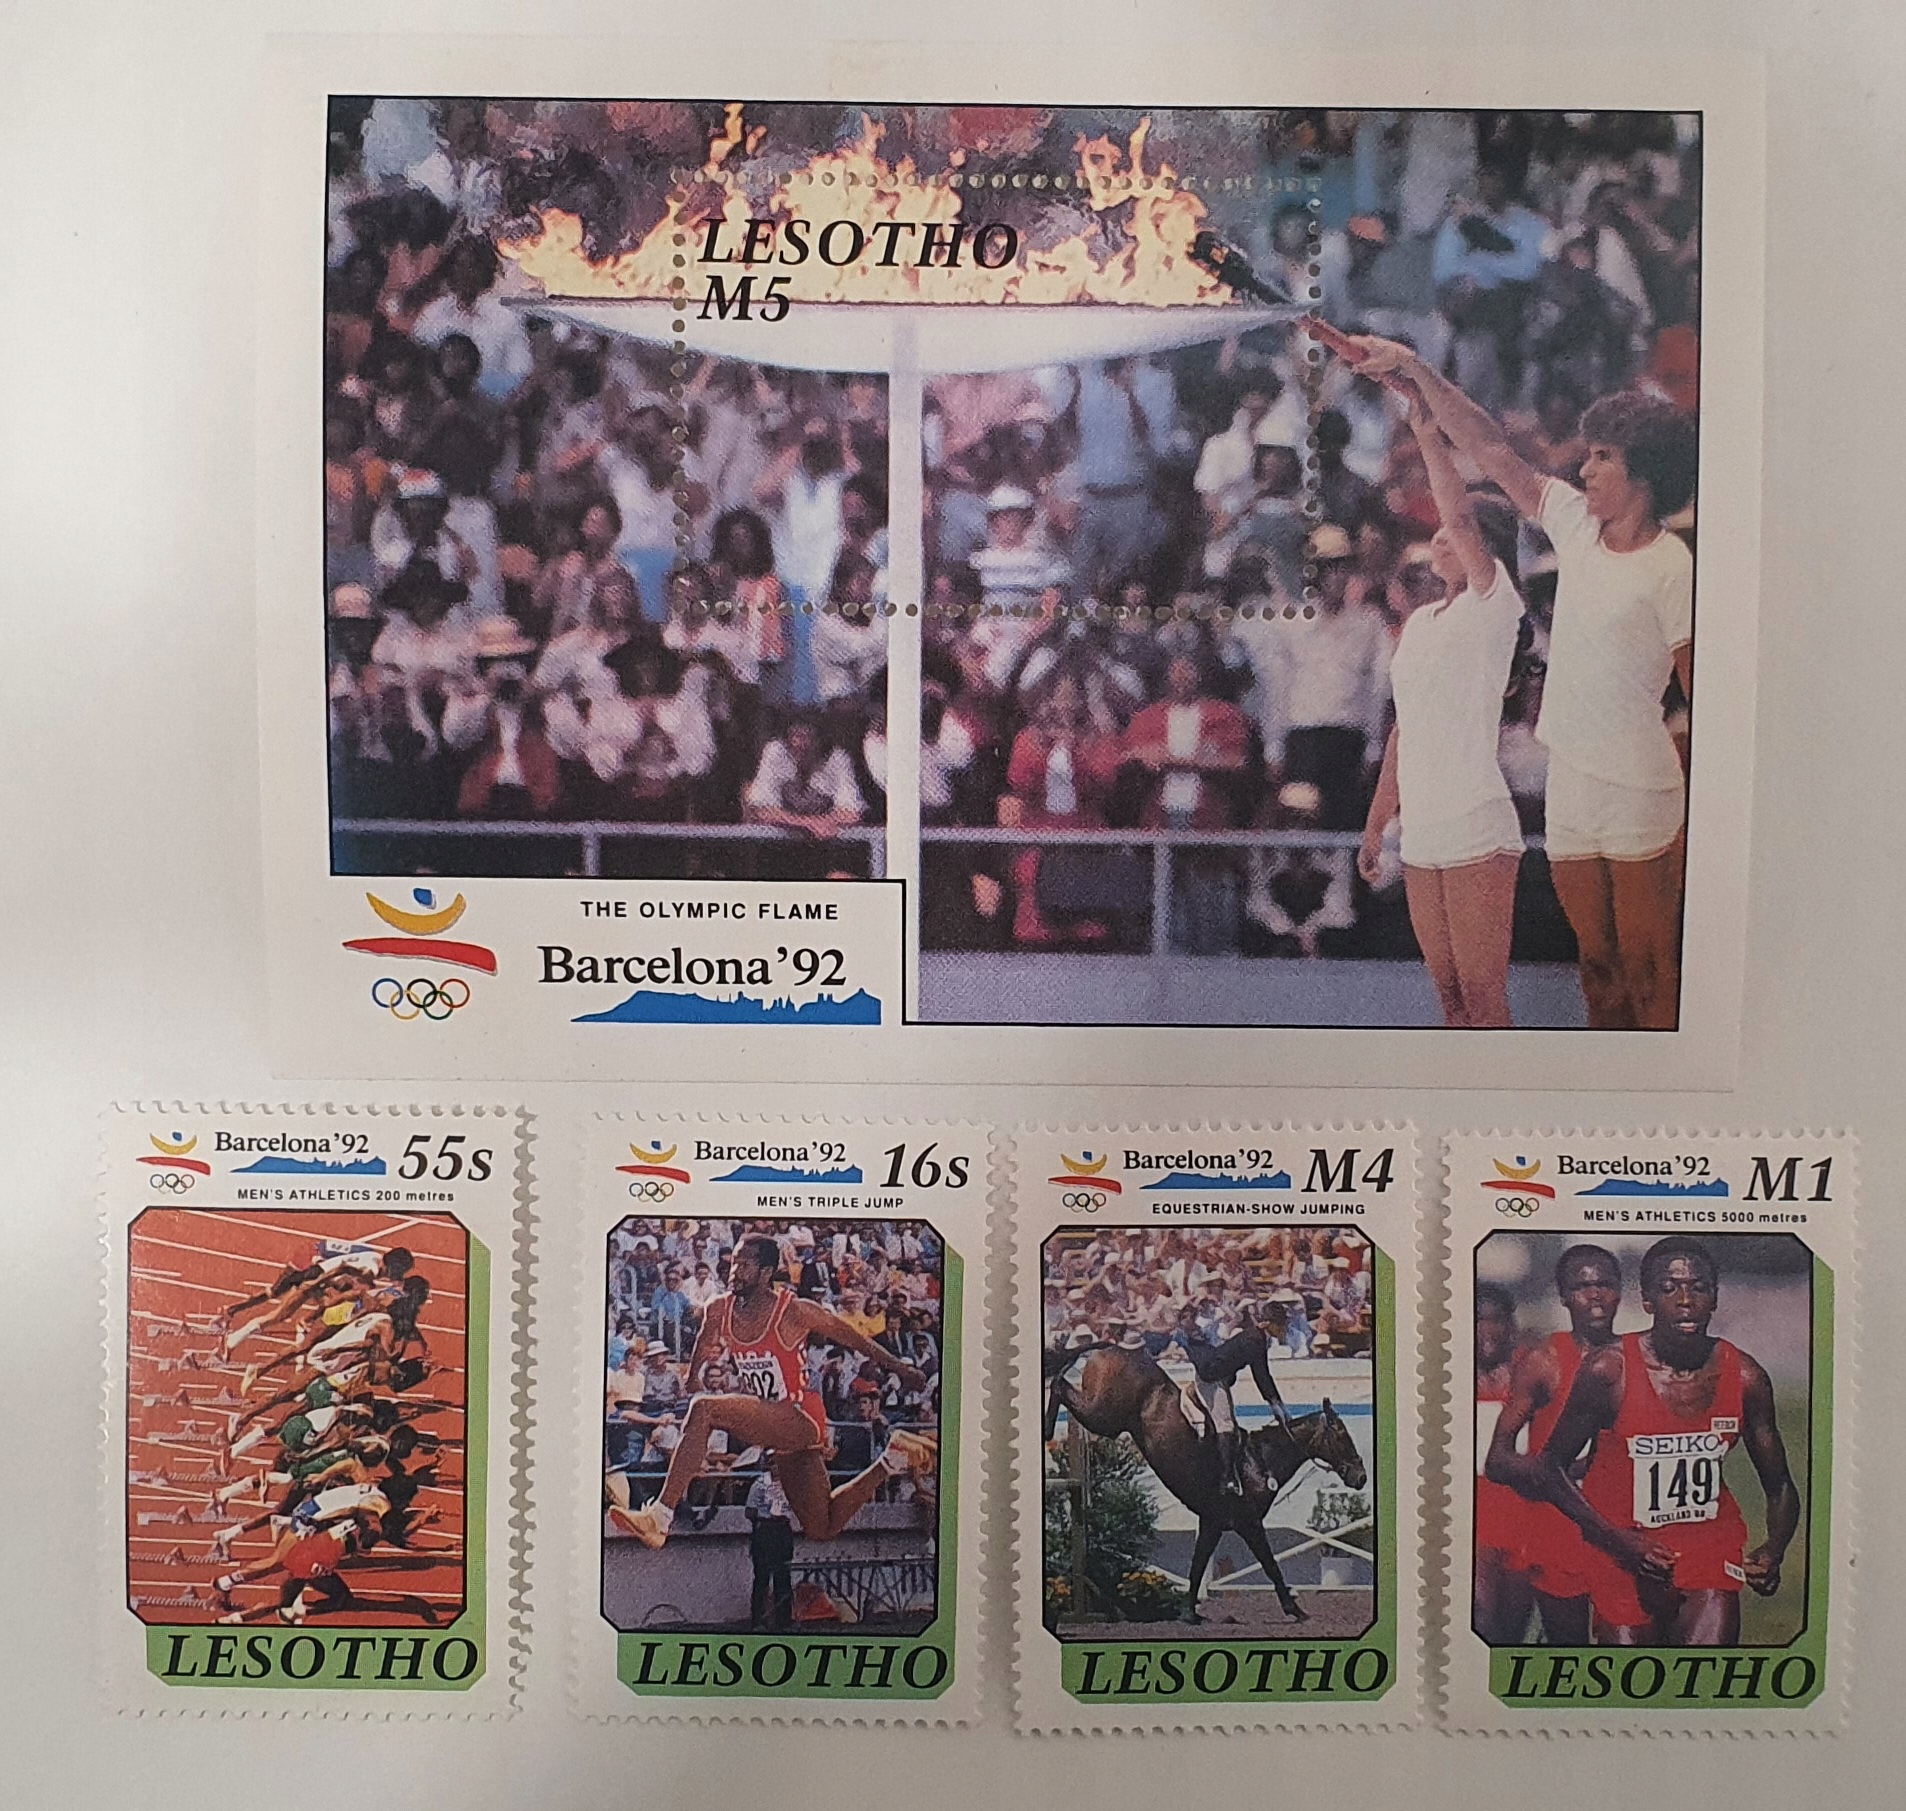 LESOTHO
M5
THE OLYMPIC FLAME
Barcelona '92
Barcelona '92 55s
MEN'S ATHLETICS 200 metres
LESOTHO
Barcelona '92 16s
MEN'S TRIPLE JUMP
LESOTHO
Barcelona '92 M4
EQUESTRIAN-SHOW JUMPING
LESOTHO
Barcelona '92 M1
MEN'S ATHLETICS 5000 metres
SEIKO
149
LESOTHO